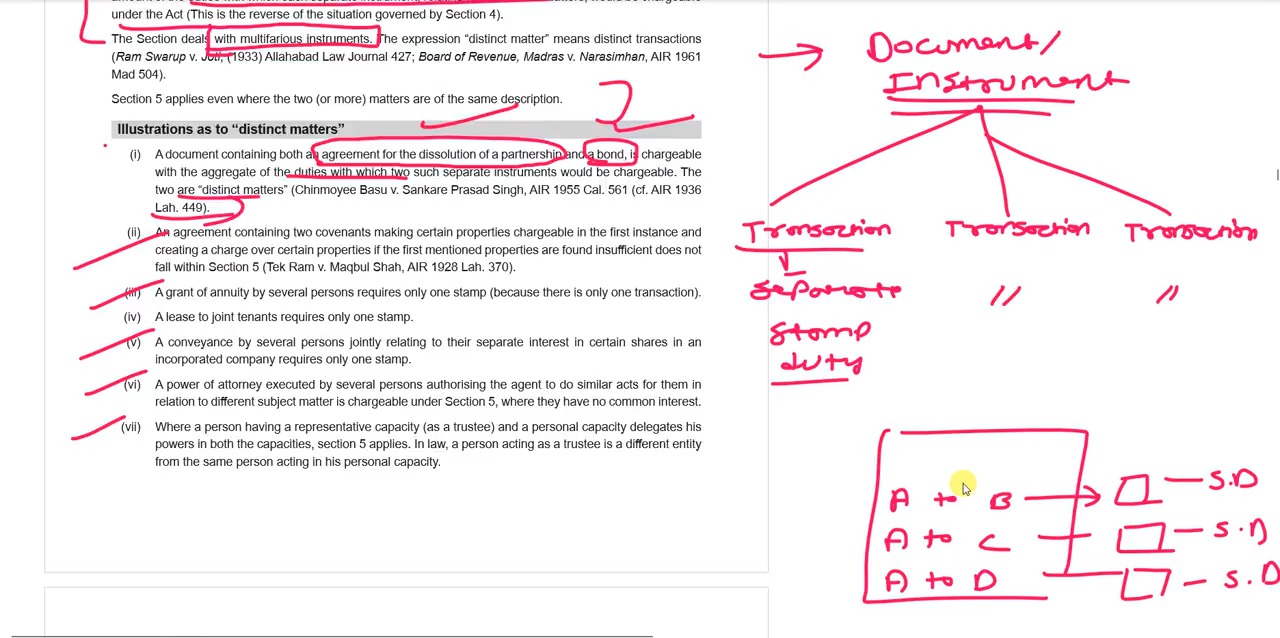 under the Act (This is the reverse of the situation governed by Section 4).
The Section deals with multifarious instruments. The expression “distinct matter” means distinct transactions
(Ram Swarup v. Joti, (1933) Allahabad Law Journal 427; Board of Revenue, Madras v. Narasimhan, AIR 1961
Mad 504).
Section 5 applies even where the two (or more) matters are of the same description.
Illustrations as to “distinct matters”
(i) A document containing both an agreement for the dissolution of a partnership and a bond, is chargeable
with the aggregate of the duties with which two such separate instruments would be chargeable. The
two are “distinct matters” (Chinmoyee Basu v. Sankare Prasad Singh, AIR 1955 Cal. 561 (cf. AIR 1936
Lah. 449).
(ii) An agreement containing two covenants making certain properties chargeable in the first instance and
creating a charge over certain properties if the first mentioned properties are found insufficient does not
fall within Section 5 (Tek Ram v. Maqbul Shah, AIR 1928 Lah. 370).
(iii) A grant of annuity by several persons requires only one stamp (because there is only one transaction).
(iv) A lease to joint tenants requires only one stamp.
(v) A conveyance by several persons jointly relating to their separate interest in certain shares in an
incorporated company requires only one stamp.
(vi) A power of attorney executed by several persons authorising the agent to do similar acts for them in
relation to different subject matter is chargeable under Section 5, where they have no common interest.
(vii) Where a person having a representative capacity (as a trustee) and a personal capacity delegates his
powers in both the capacities, section 5 applies. In law, a person acting as a trustee is a different entity
from the same person acting in his personal capacity.
Document/
Instrument
Transaction Transaction Transaction
Separate // //
Stamp
duty
A to B — S.D
A to C — S.D
A to D — S.D